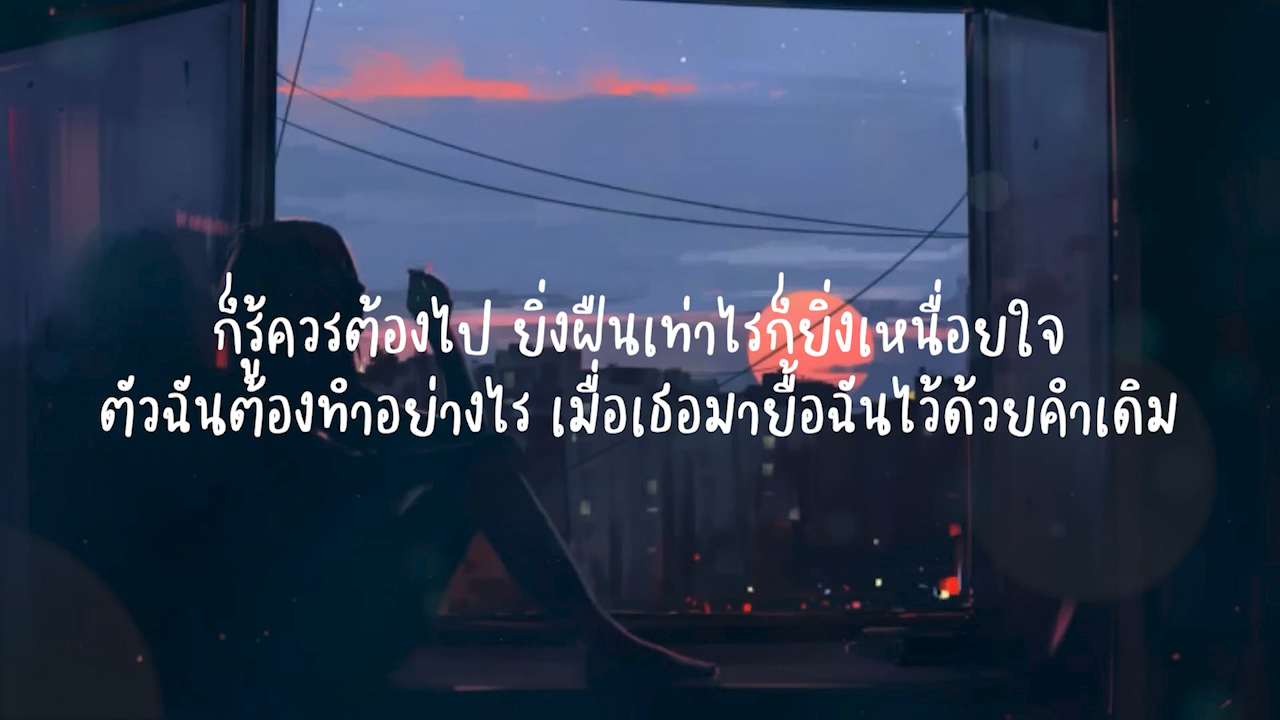 ก็รู้ควรต้องไป ยิ่งฝืนเท่าไรก็ยิ่งเหนื่อยใจ
ตัวฉันต้องทำอย่างไร เมื่อเธอมายื้อฉันไว้ด้วยคำเดิม